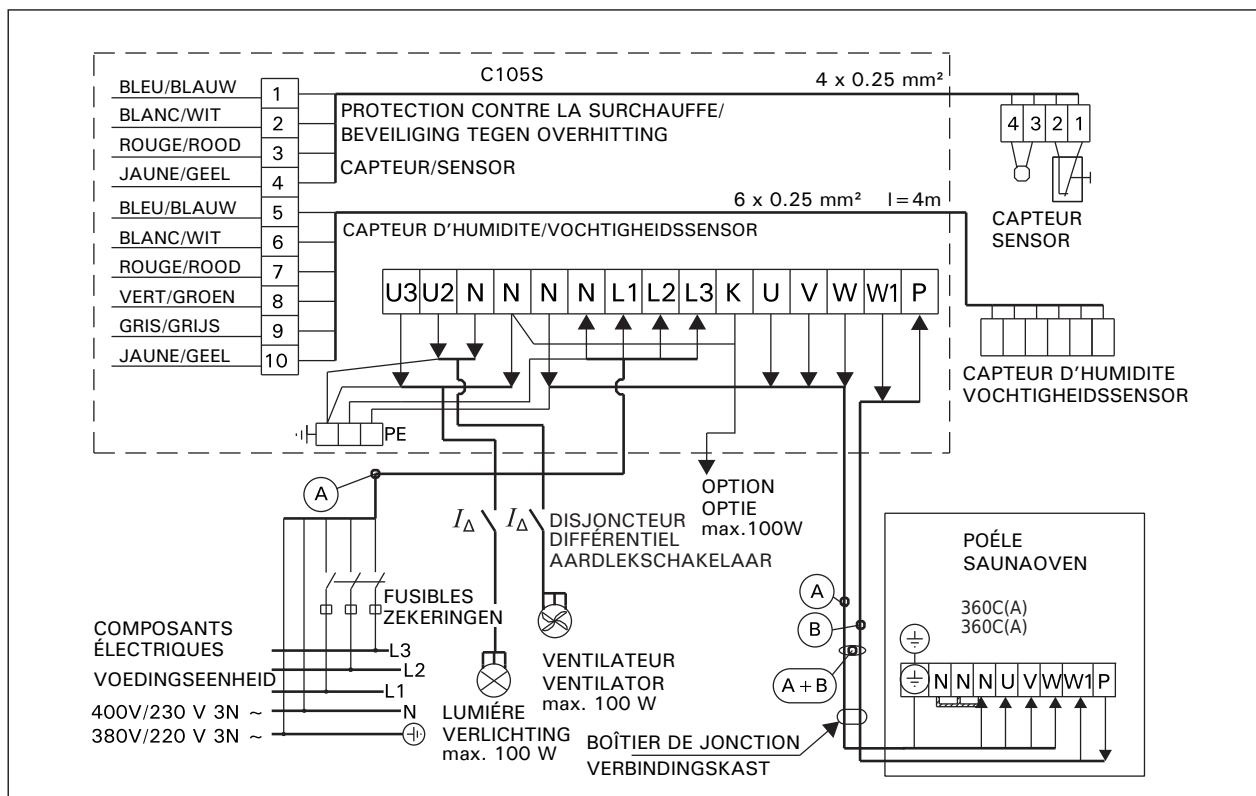 C105S
4 x 0.25 mm²
BLEU/BLAUW 1
BLANC/WIT 2
ROUGE/ROOD 3
JAUNE/GEEL 4
BLEU/BLAUW 5
BLANC/WIT 6
ROUGE/ROOD 7
VERT/GROEN 8
GRIS/GRIJS 9
JAUNE/GEEL 10
PROTECTION CONTRE LA SURCHAUFFE/
BEVEILIGING TEGEN OVERHITTING
CAPTEUR/SENSOR
4 3 2 1
CAPTEUR
SENSOR
6 x 0.25 mm² l=4m
CAPTEUR D'HUMIDITE/VOCHTIGHEIDSSENSOR
U3 U2 N N N N L1 L2 L3 K U V W W1 P
CAPTEUR D'HUMIDITE
VOCHTIGHEIDSSENSOR
PE
A
OPTION
OPTIE
max.100W
IΔ IΔ
DISJONCTEUR
DIFFÉRENTIEL
AARDLEKSCHAKELAAR
FUSIBLES
ZEKERINGEN
COMPOSANTS
ÉLECTRIQUES
VOEDINGSEENHEID
400V/230 V 3N ~
380V/220 V 3N ~
L3
L2
L1
N
LUMIÉRE
VERLICHTING
max. 100 W
VENTILATEUR
VENTILATOR
max. 100 W
A
B
A + B
BOÎTIER DE JONCTION
VERBINDINGSKAST
POÉLE
SAUNAOVEN
360C(A)
360C(A)
N N N U V W W1 P